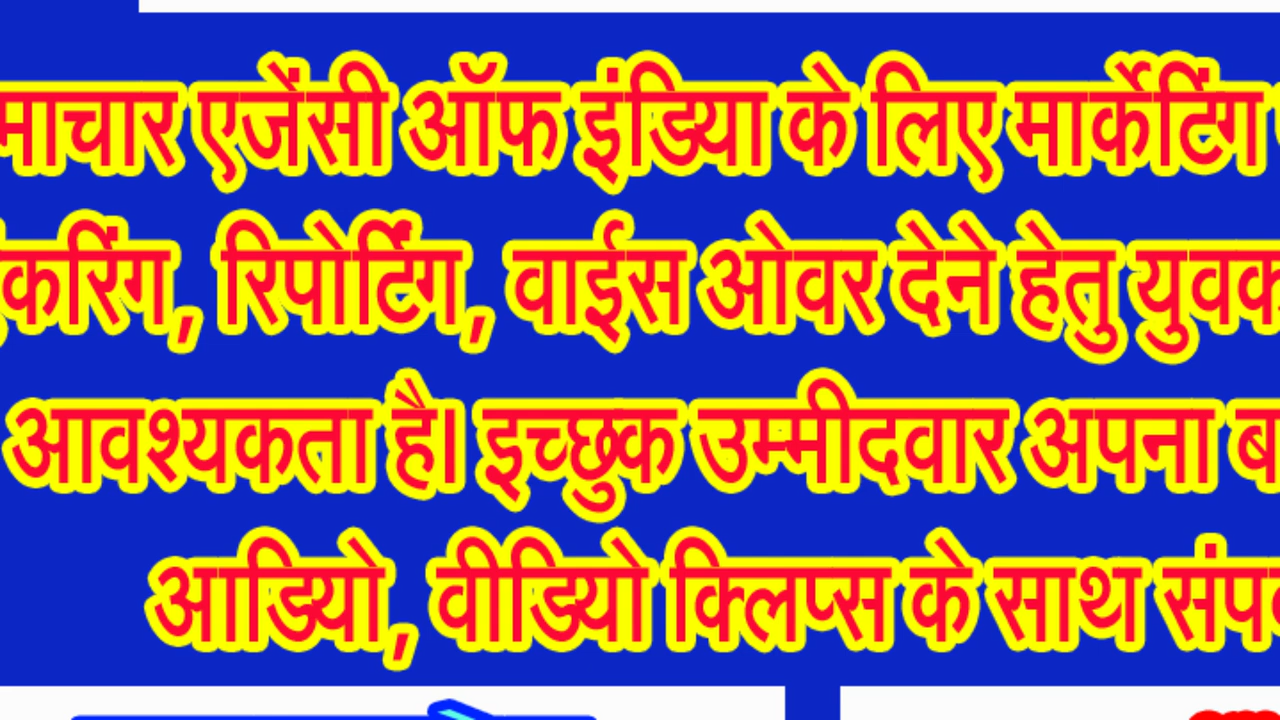 माचार एजेंसी ऑफ इंडिया के लिए मार्केटिंग
करिंग, रिपोर्टिंग, वाईस ओवर देने हेतु युवक
आवश्यकता है। इच्छुक उम्मीदवार अपना ब
आडियो, वीडियो क्लिप्स के साथ संप